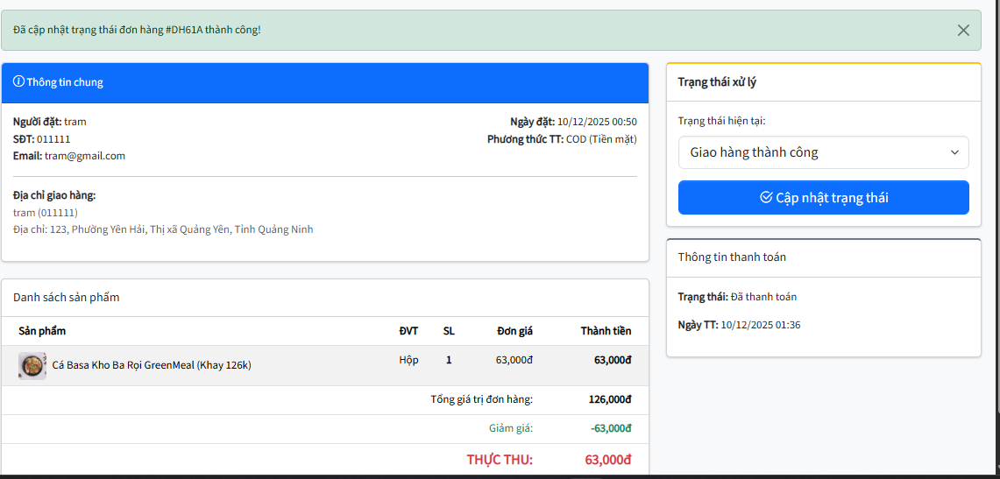 Đã cập nhật trạng thái đơn hàng #DH61A thành công!
Thông tin chung
Người đặt: tram
SĐT: 011111
Email: tram@gmail.com
Ngày đặt: 10/12/2025 00:50
Phương thức TT: COD (Tiền mặt)
Địa chỉ giao hàng:
tram (011111)
Địa chỉ: 123, Phường Yên Hải, Thị xã Quảng Yên, Tỉnh Quảng Ninh
Danh sách sản phẩm
Sản phẩm ĐVT SL Đơn giá Thành tiền
Cá Basa Kho Ba Rọi GreenMeal (Khay 126k) Hộp 1 63,000đ 63,000đ
Tổng giá trị đơn hàng: 126,000đ
Giảm giá: -63,000đ
THỰC THU: 63,000đ
Trạng thái xử lý
Trạng thái hiện tại:
Giao hàng thành công
Cập nhật trạng thái
Thông tin thanh toán
Trạng thái: Đã thanh toán
Ngày TT: 10/12/2025 01:36